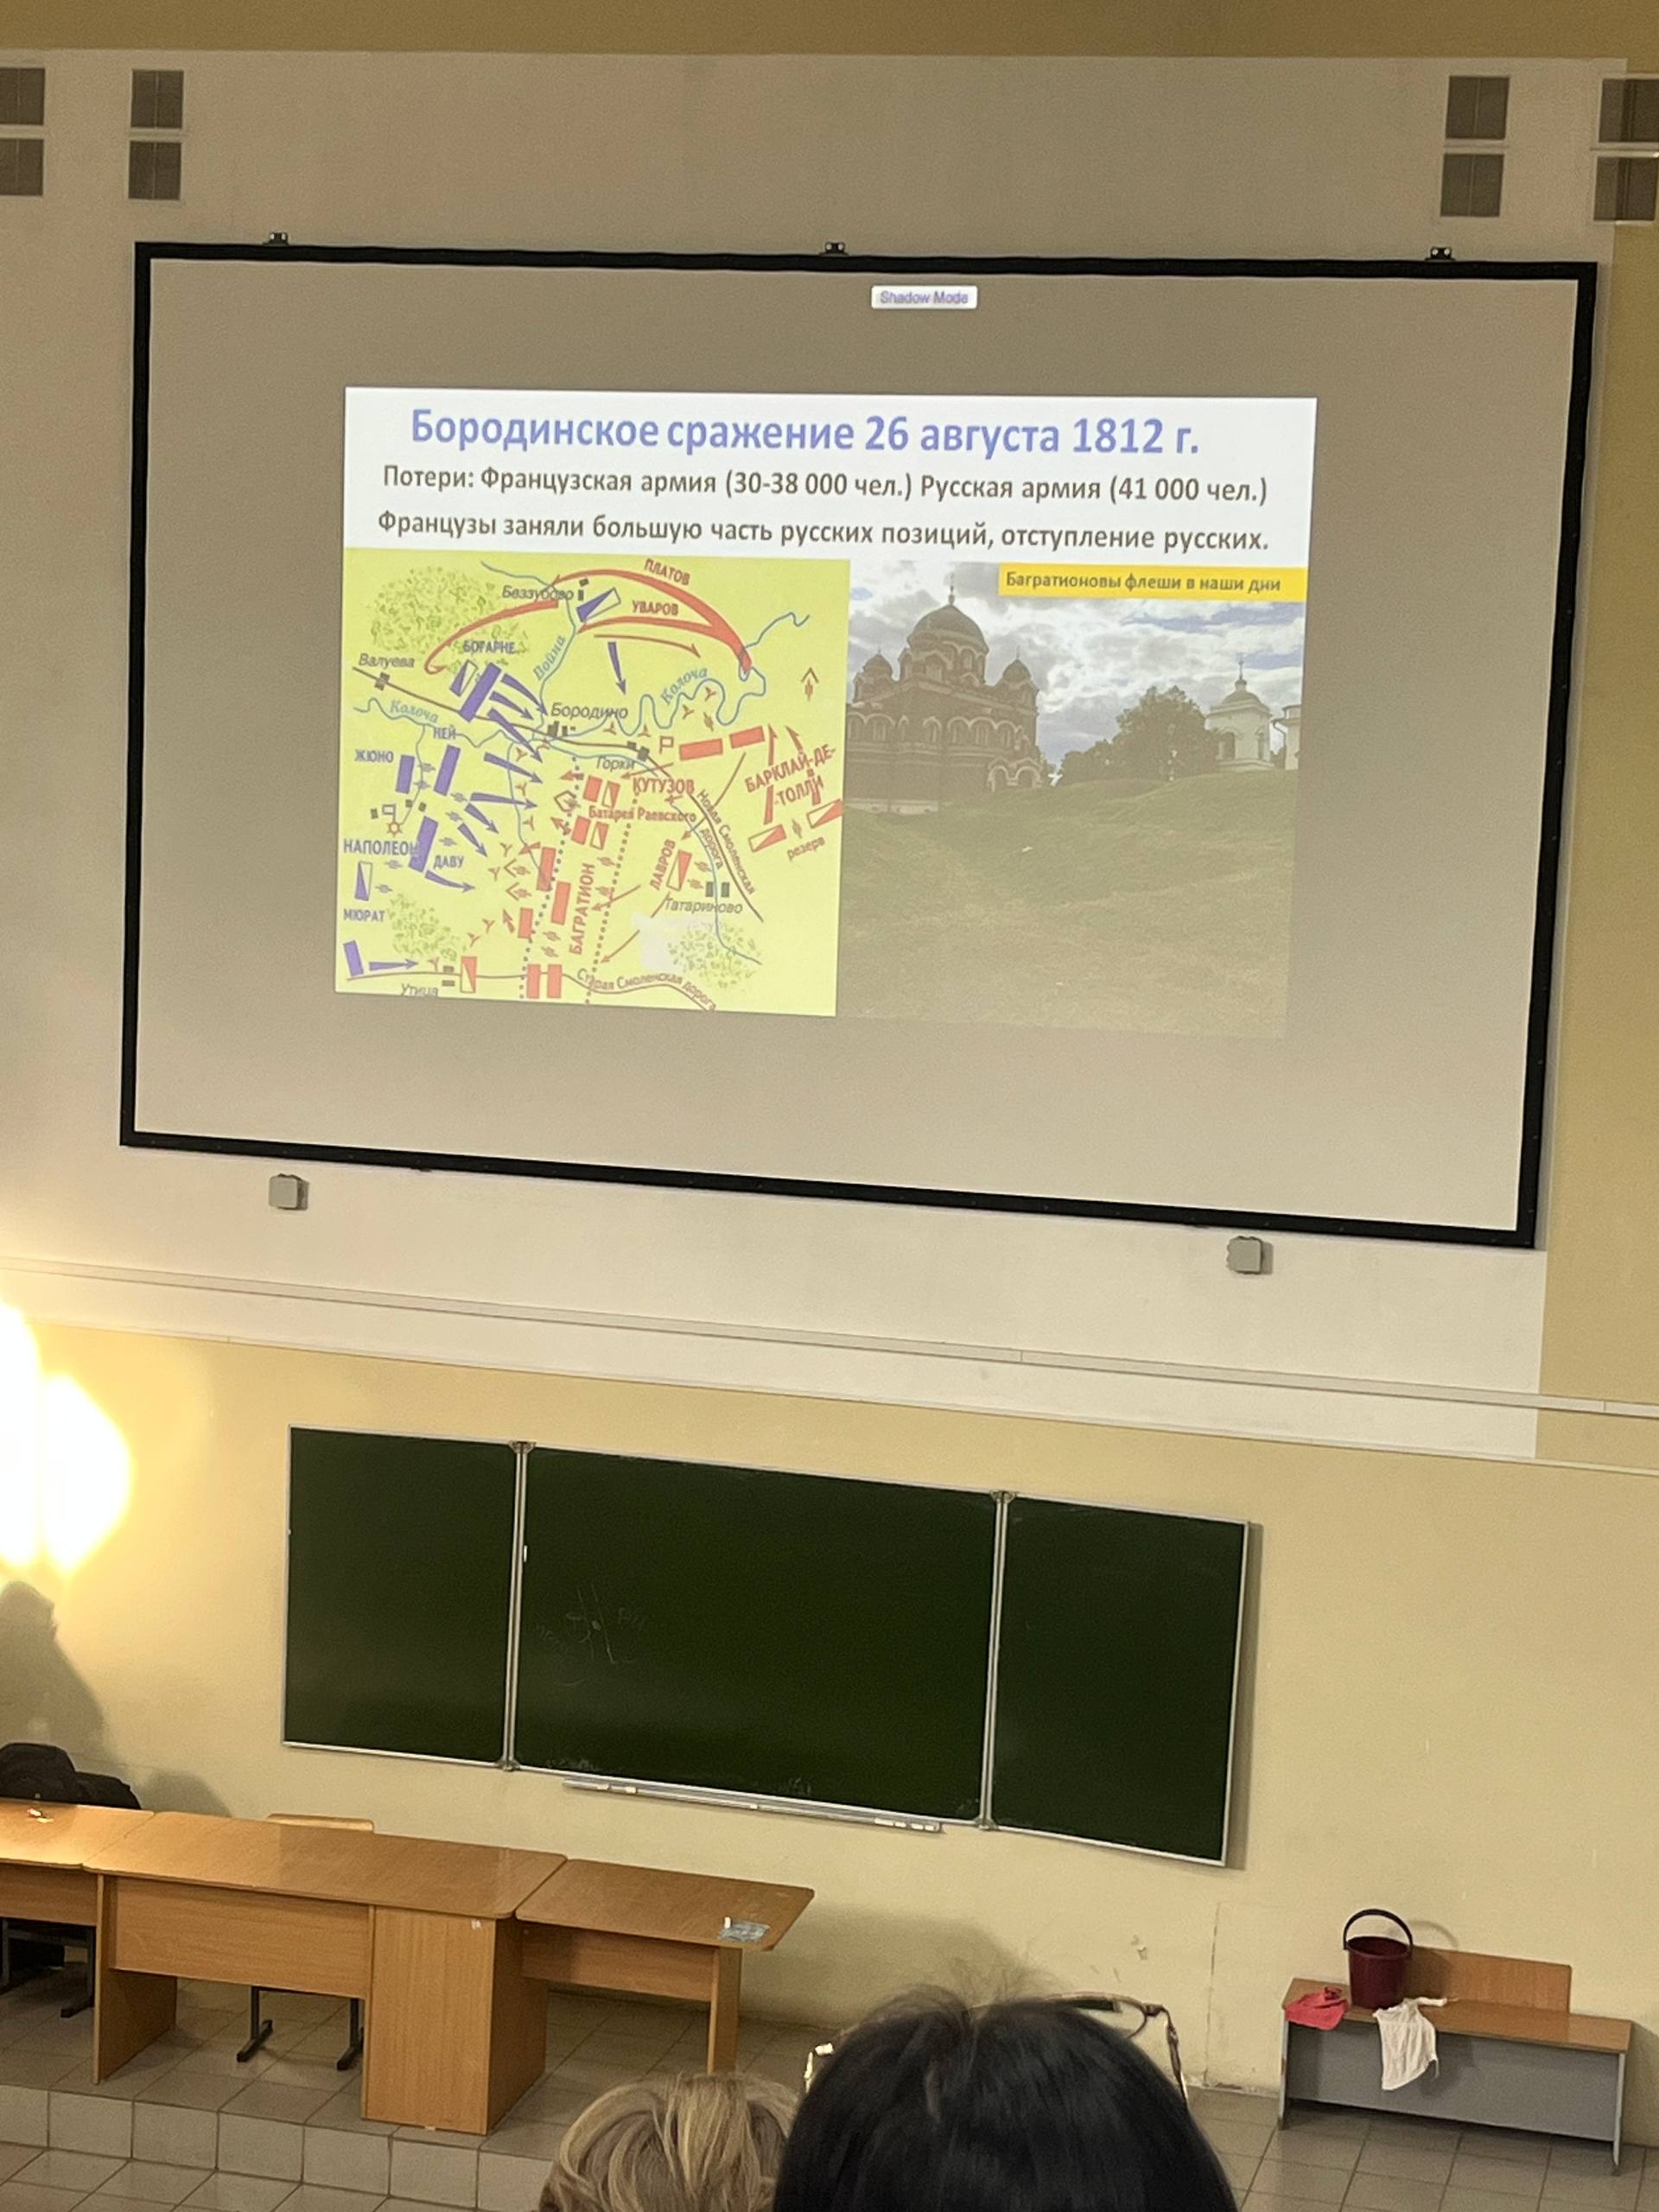 Shadow Mode
Бородинское сражение 26 августа 1812 г.
Потери: Французская армия (30-38 000 чел.) Русская армия (41 000 чел.)
Французы заняли большую часть русских позиций, отступление русских.
ПЛАТОВ
Беззубово
УВАРОВ
БОГАРНЕ
Война
Валуева
Колоча
Колоча
Бородино
НЕЙ
ЖЮНО
Горки
КУТУЗОВ
БАРКЛАЙ-ДЕ-
-ТОЛЛИ
Батарея Раевского
Новая Смоленская
дорога
резерв
НАПОЛЕОН
ДАВУ
ЛАВРОВ
БАГРАТИОН
Татариново
МЮРАТ
Утица
Старая Смоленская дорога
Багратионовы флеши в наши дни